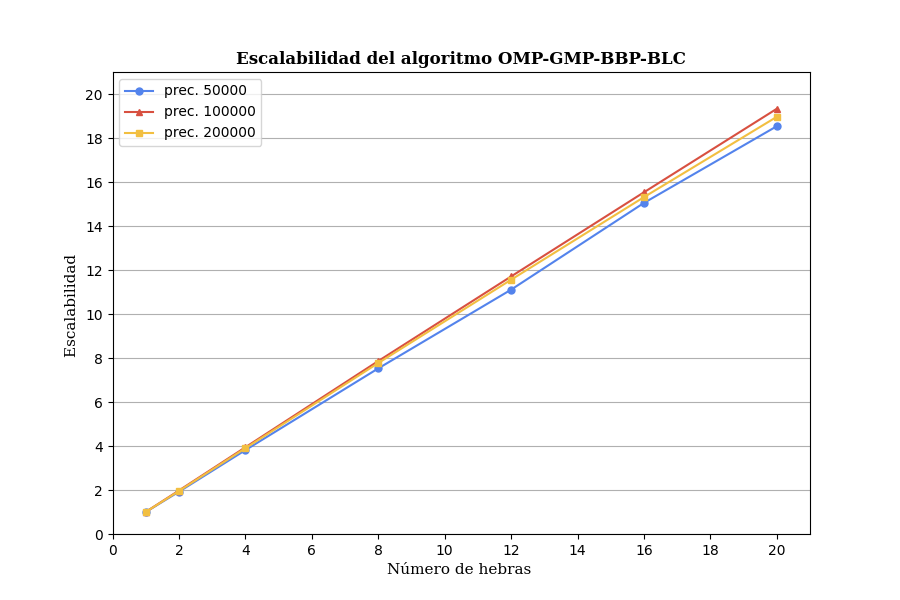 Escalabilidad del algoritmo OMP-GMP-BBP-BLC
prec. 50000
prec. 100000
prec. 200000
20
18
16
14
12
10
8
6
4
2
0
Escalabilidad
0 2 4 6 8 10 12 14 16 18 20
Número de hebras